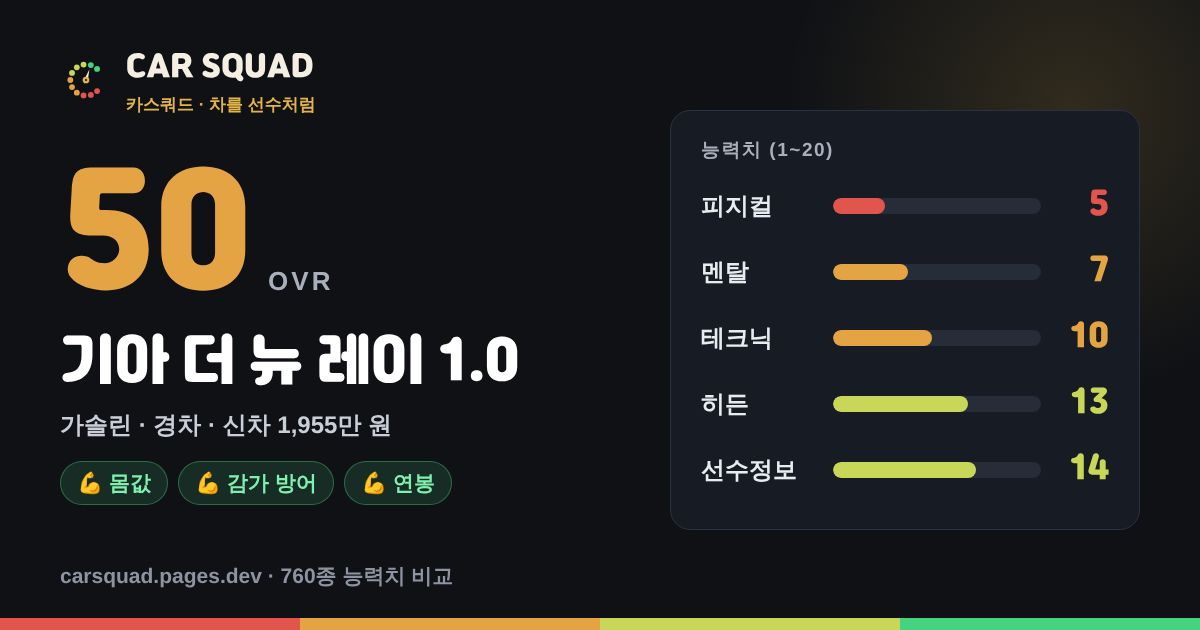 CAR SQUAD
카스쿼드 · 차를 선수처럼
50 OVR
기아 더 뉴 레이 1.0
가솔린 · 경차 · 신차 1,955만 원
💪 몸값 💪 감가 방어 💪 연봉
carsquad.pages.dev · 760종 능력치 비교
능력치 (1~20)
피지컬 5
멘탈 7
테크닉 10
히든 13
선수정보 14